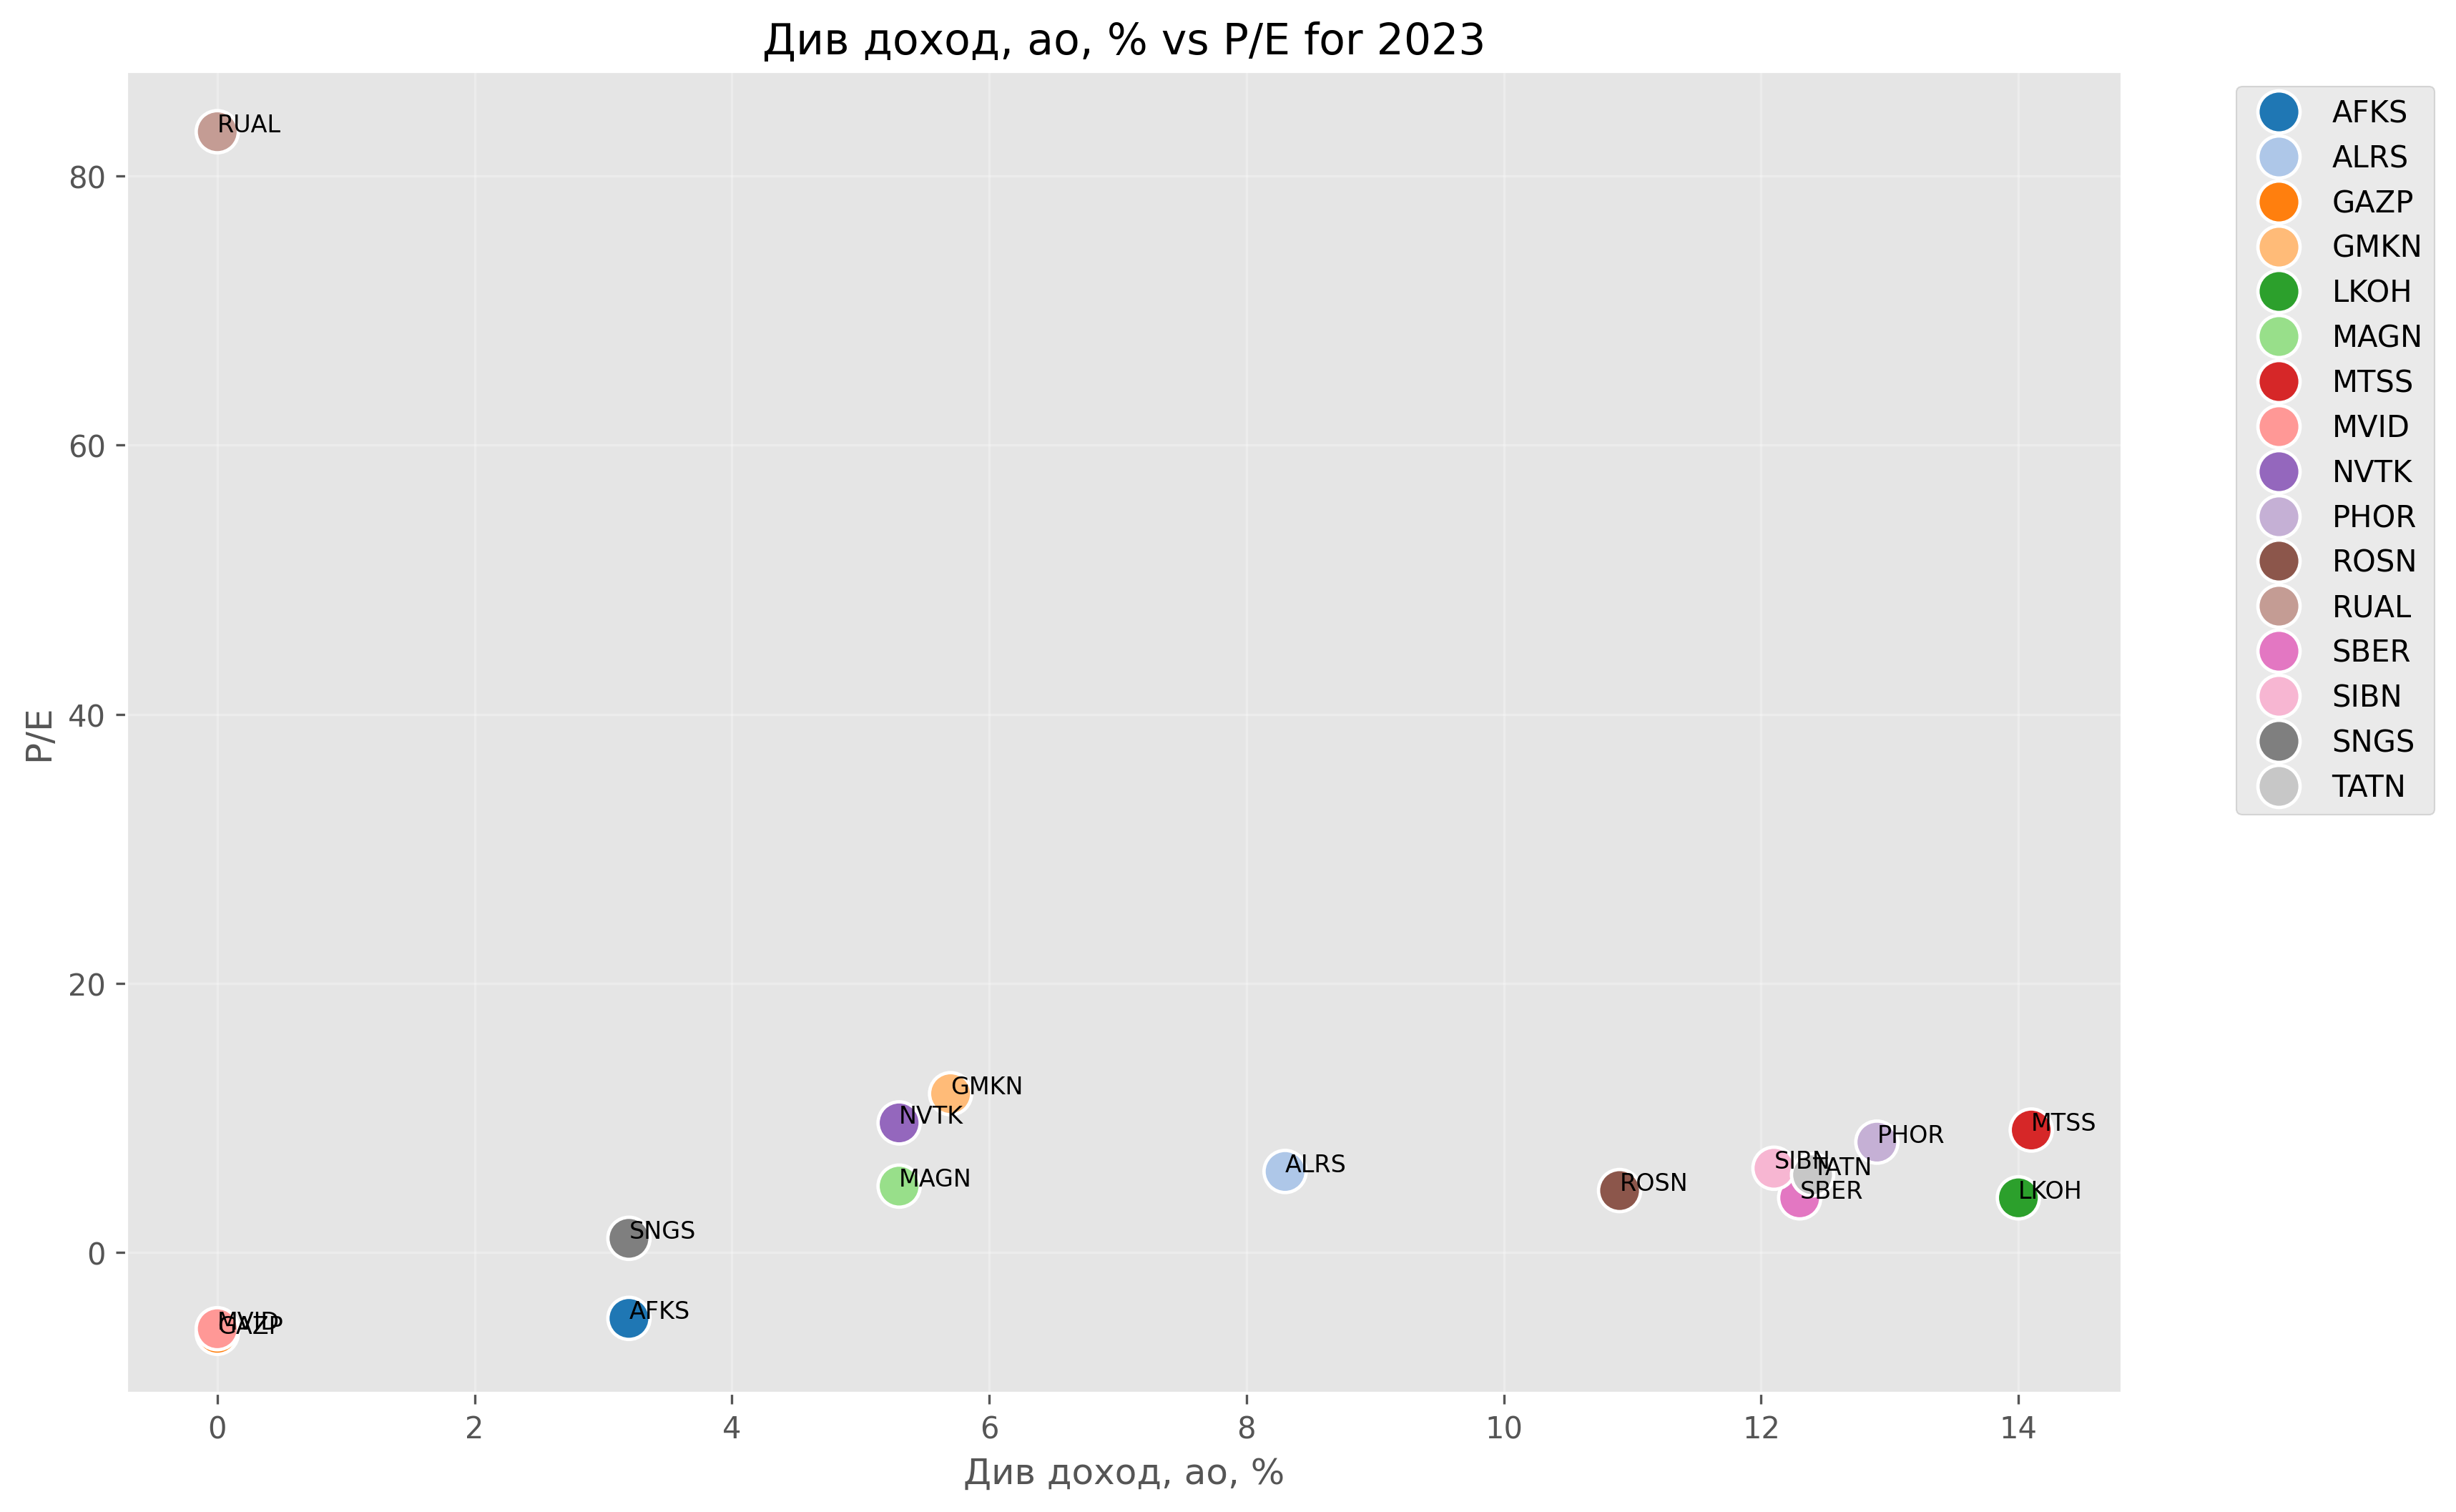 Див доход, ао, % vs P/E for 2023
RUAL
80
60
P/E
40
20
GMKN
NVTK
MTSS
PHOR
SIBN
TATN
ALRS
MAGN
ROSN
SBER
LKOH
SNGS
0
AFKS
MVID
GAZP
0 2 4 6 8 10 12 14
Див доход, ао, %
AFKS
ALRS
GAZP
GMKN
LKOH
MAGN
MTSS
MVID
NVTK
PHOR
ROSN
RUAL
SBER
SIBN
SNGS
TATN